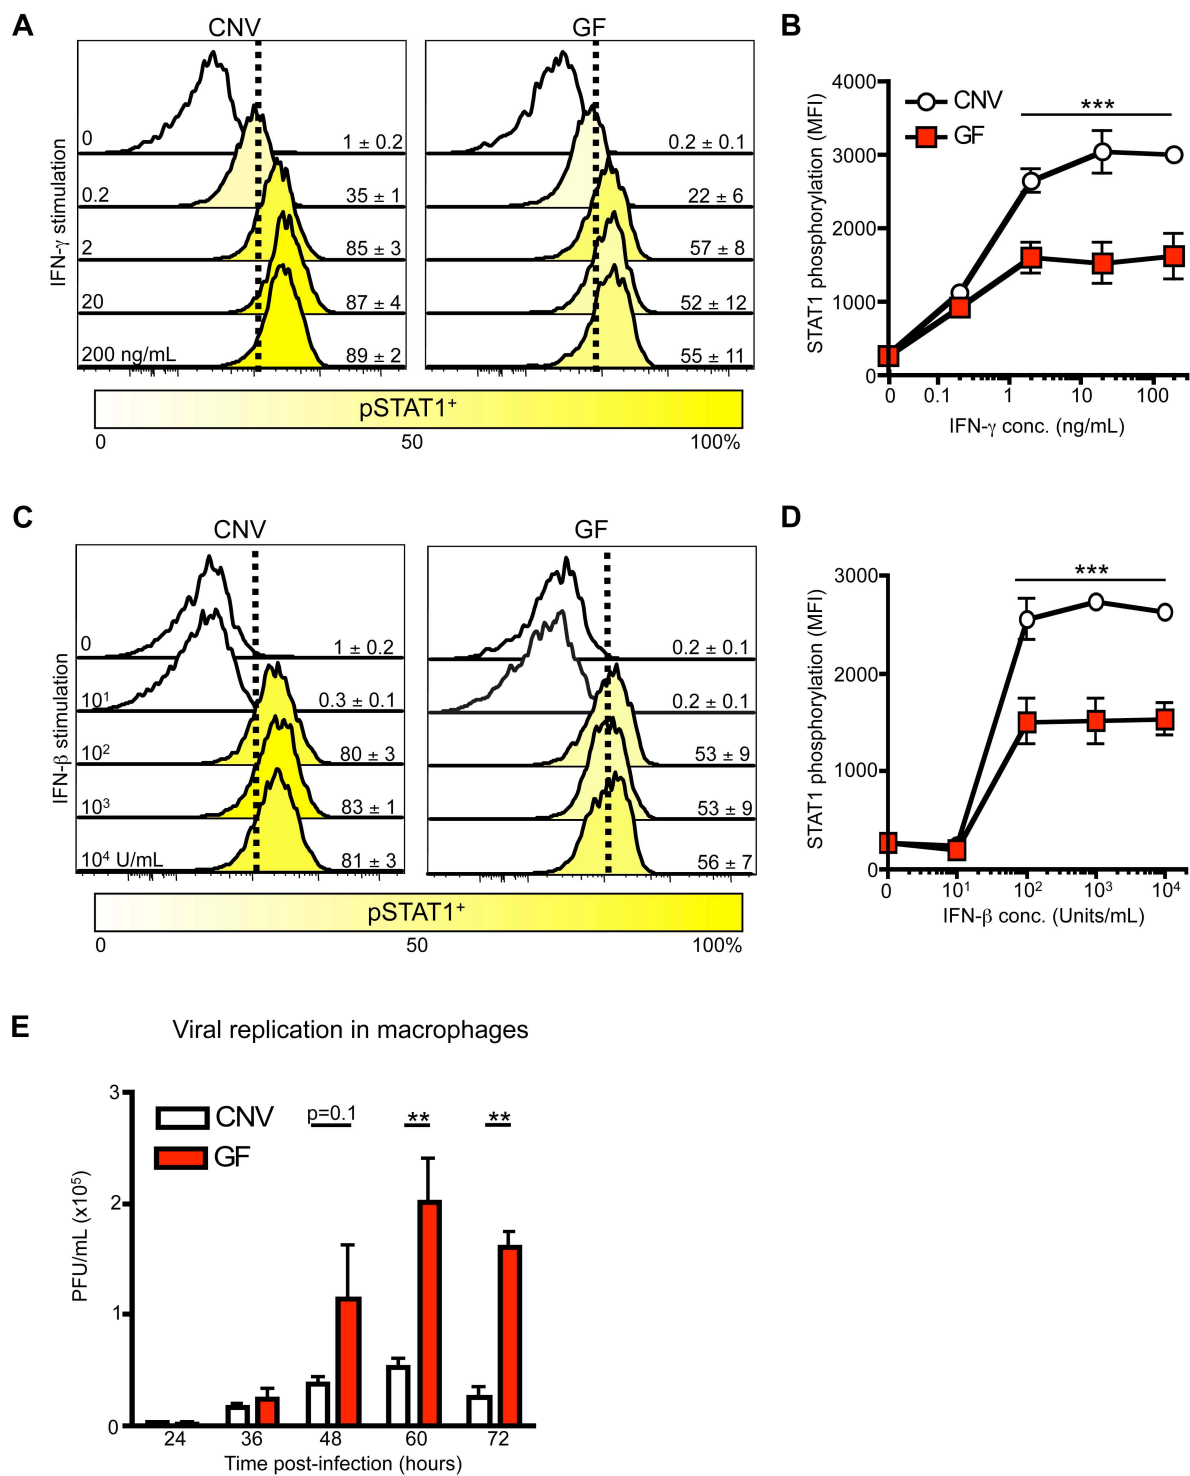 A
CNV
GF
IFN-γ stimulation
0
1 ± 0.2
0.2 ± 0.1
0.2
35 ± 1
22 ± 6
2
85 ± 3
57 ± 8
20
87 ± 4
52 ± 12
200 ng/mL
89 ± 2
55 ± 11
pSTAT1+
0
50
100%
B
STAT1 phosphorylation (MFI)
4000
3000
2000
1000
0
CNV
GF
***
0
0.1
1
10
100
IFN-γ conc. (ng/mL)
C
CNV
GF
IFN-β stimulation
0
1 ± 0.2
0.2 ± 0.1
10¹
0.3 ± 0.1
0.2 ± 0.1
10²
80 ± 3
53 ± 9
10³
83 ± 1
53 ± 9
10⁴ U/mL
81 ± 3
56 ± 7
pSTAT1+
0
50
100%
D
STAT1 phosphorylation (MFI)
3000
2000
1000
0
***
0
10¹
10²
10³
10⁴
IFN-β conc. (Units/mL)
E
Viral replication in macrophages
PFU/mL (x10⁵)
3
2
1
0
CNV
GF
p=0.1
**
**
24
36
48
60
72
Time post-infection (hours)